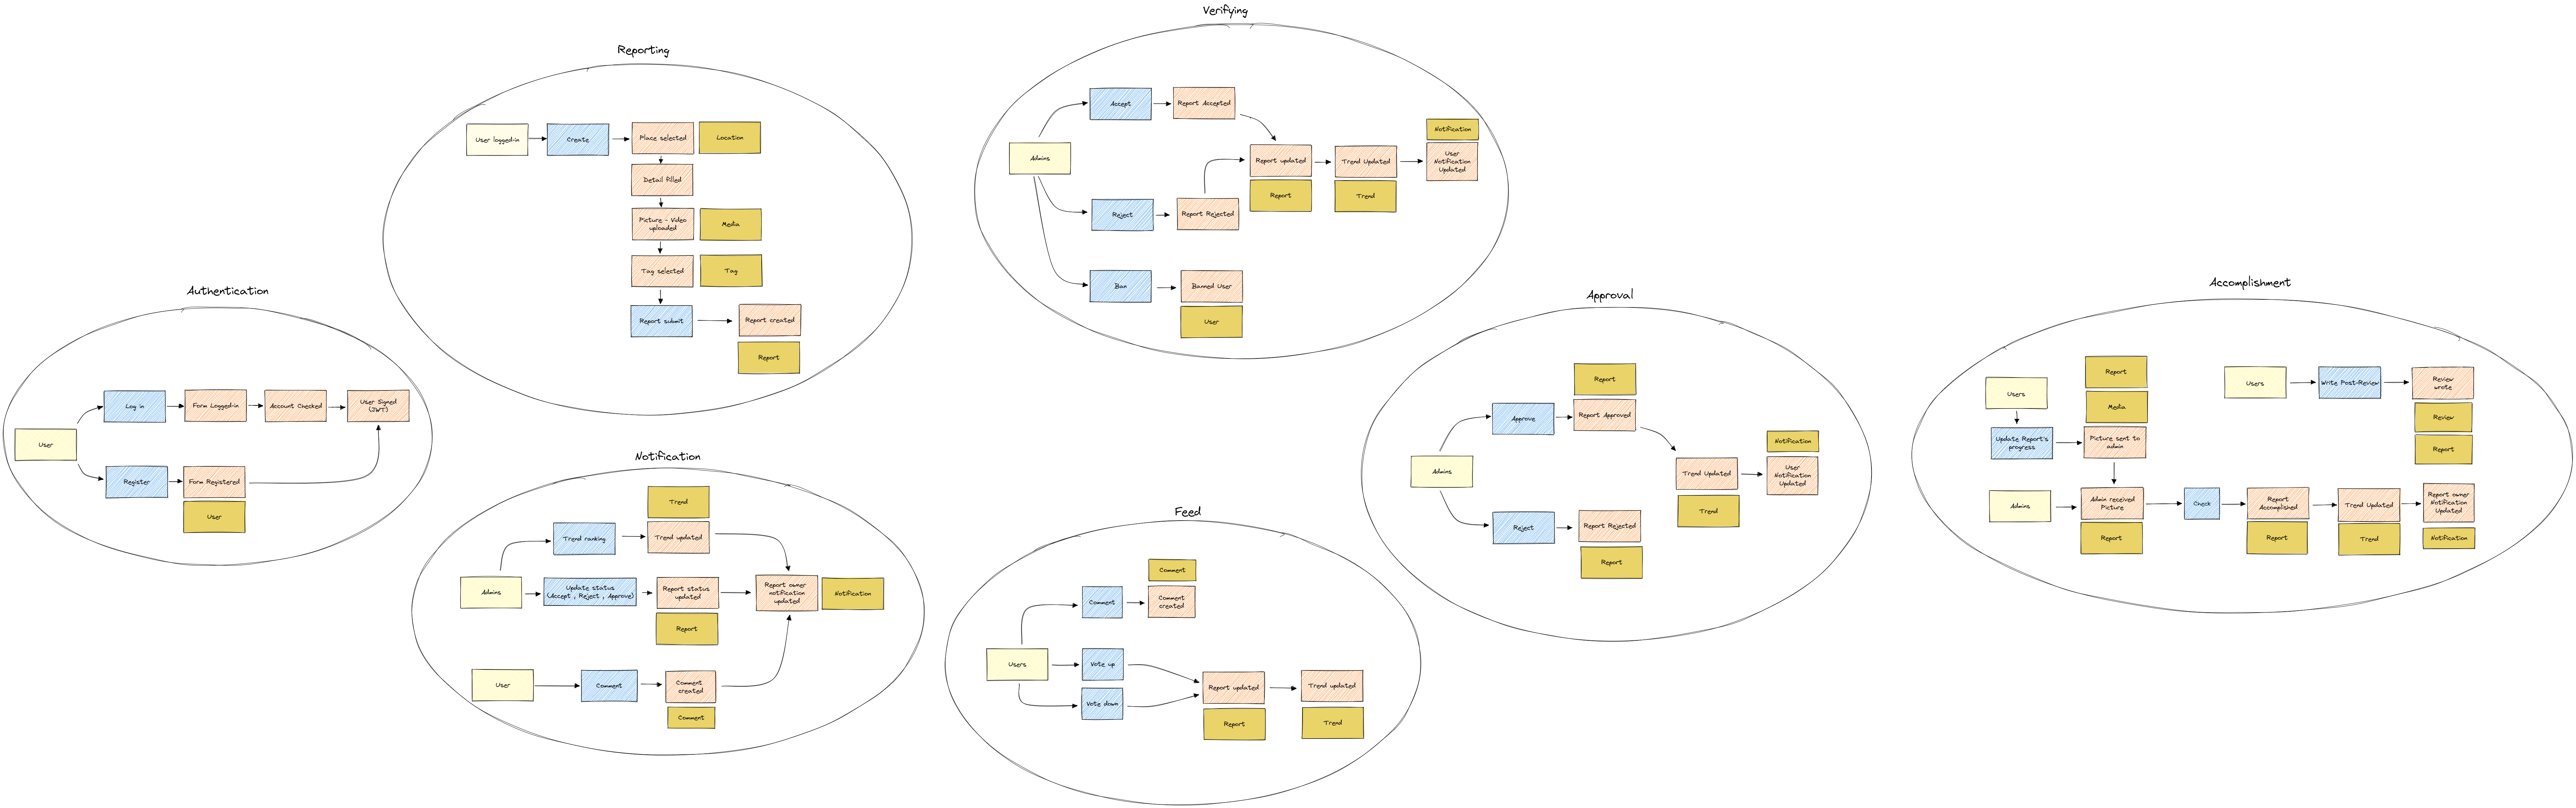 Verifying
Reporting
Accept
Report Accepted
User logged-in
Create
Place selected
Location
Admins
Report updated
Trend Updated
Notification
User
Notification
Updated
Detail filled
Report
Trend
Picture - Video
uploaded
Media
Reject
Report Rejected
Tag selected
Tag
Ban
Banned User
User
Report submit
Report created
Report
Authentication
Log in
Form Logged-in
Account Checked
User Signed
(JWT)
User
Register
Form Registered
User
Notification
Trend
Trend ranking
Trend updated
Admins
Update status
(Accept , Reject , Approve)
Report status
updated
Report owner
notification
updated
Notification
Report
User
Comment
Comment
created
Comment
Feed
Comment
Comment
Comment
created
Users
Vote up
Vote down
Report updated
Trend updated
Report
Trend
Approval
Report
Approve
Report Approved
Admins
Trend Updated
Notification
User
Notification
Updated
Trend
Reject
Report Rejected
Report
Accomplishment
Users
Report
Media
Update Report's
progress
Picture sent to
admin
Users
Write Post-Review
Review
wrote
Review
Report
Admins
Admin received
Picture
Report
Check
Report
Accomplished
Report
Trend Updated
Trend
Report owner
Notification
Updated
Notification